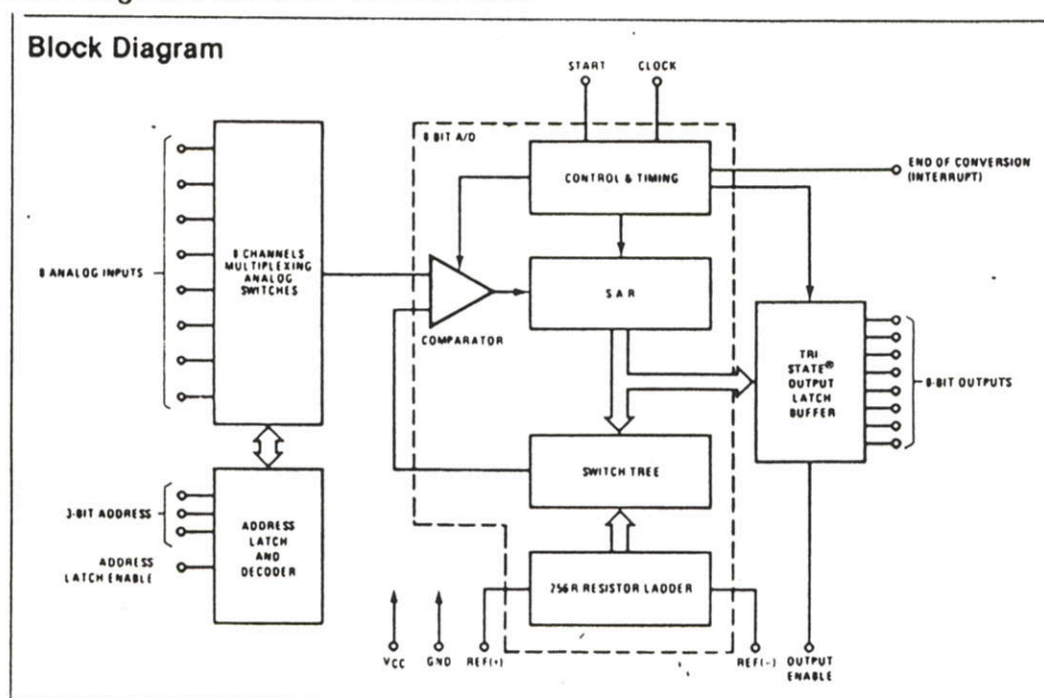 Block Diagram
START
CLOCK
8 BIT A/D
END OF CONVERSION
(INTERRUPT)
CONTROL & TIMING
8 ANALOG INPUTS
8 CHANNELS
MULTIPLEXING
ANALOG
SWITCHES
S A R
COMPARATOR
TRI
STATE®
OUTPUT
LATCH
BUFFER
8-BIT OUTPUTS
SWITCH TREE
3-BIT ADDRESS
ADDRESS
LATCH ENABLE
ADDRESS
LATCH
AND
DECODER
256R RESISTOR LADDER
VCC
GND
REF(+)
REF(-)
OUTPUT
ENABLE